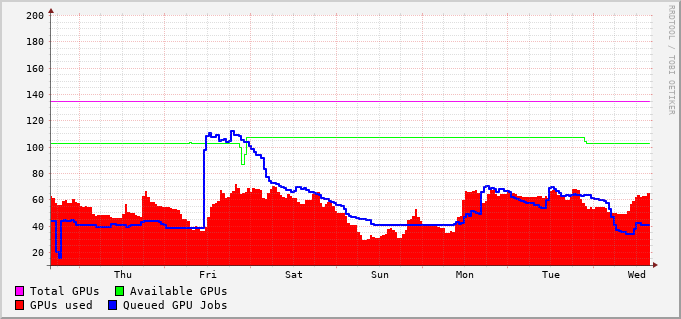 200
180
160
140
120
100
80
60
40
20
Thu Fri Sat Sun Mon Tue Wed
Total GPUs Available GPUs
GPUs used Queued GPU Jobs
RRDTOOL / TOBI OETIKER